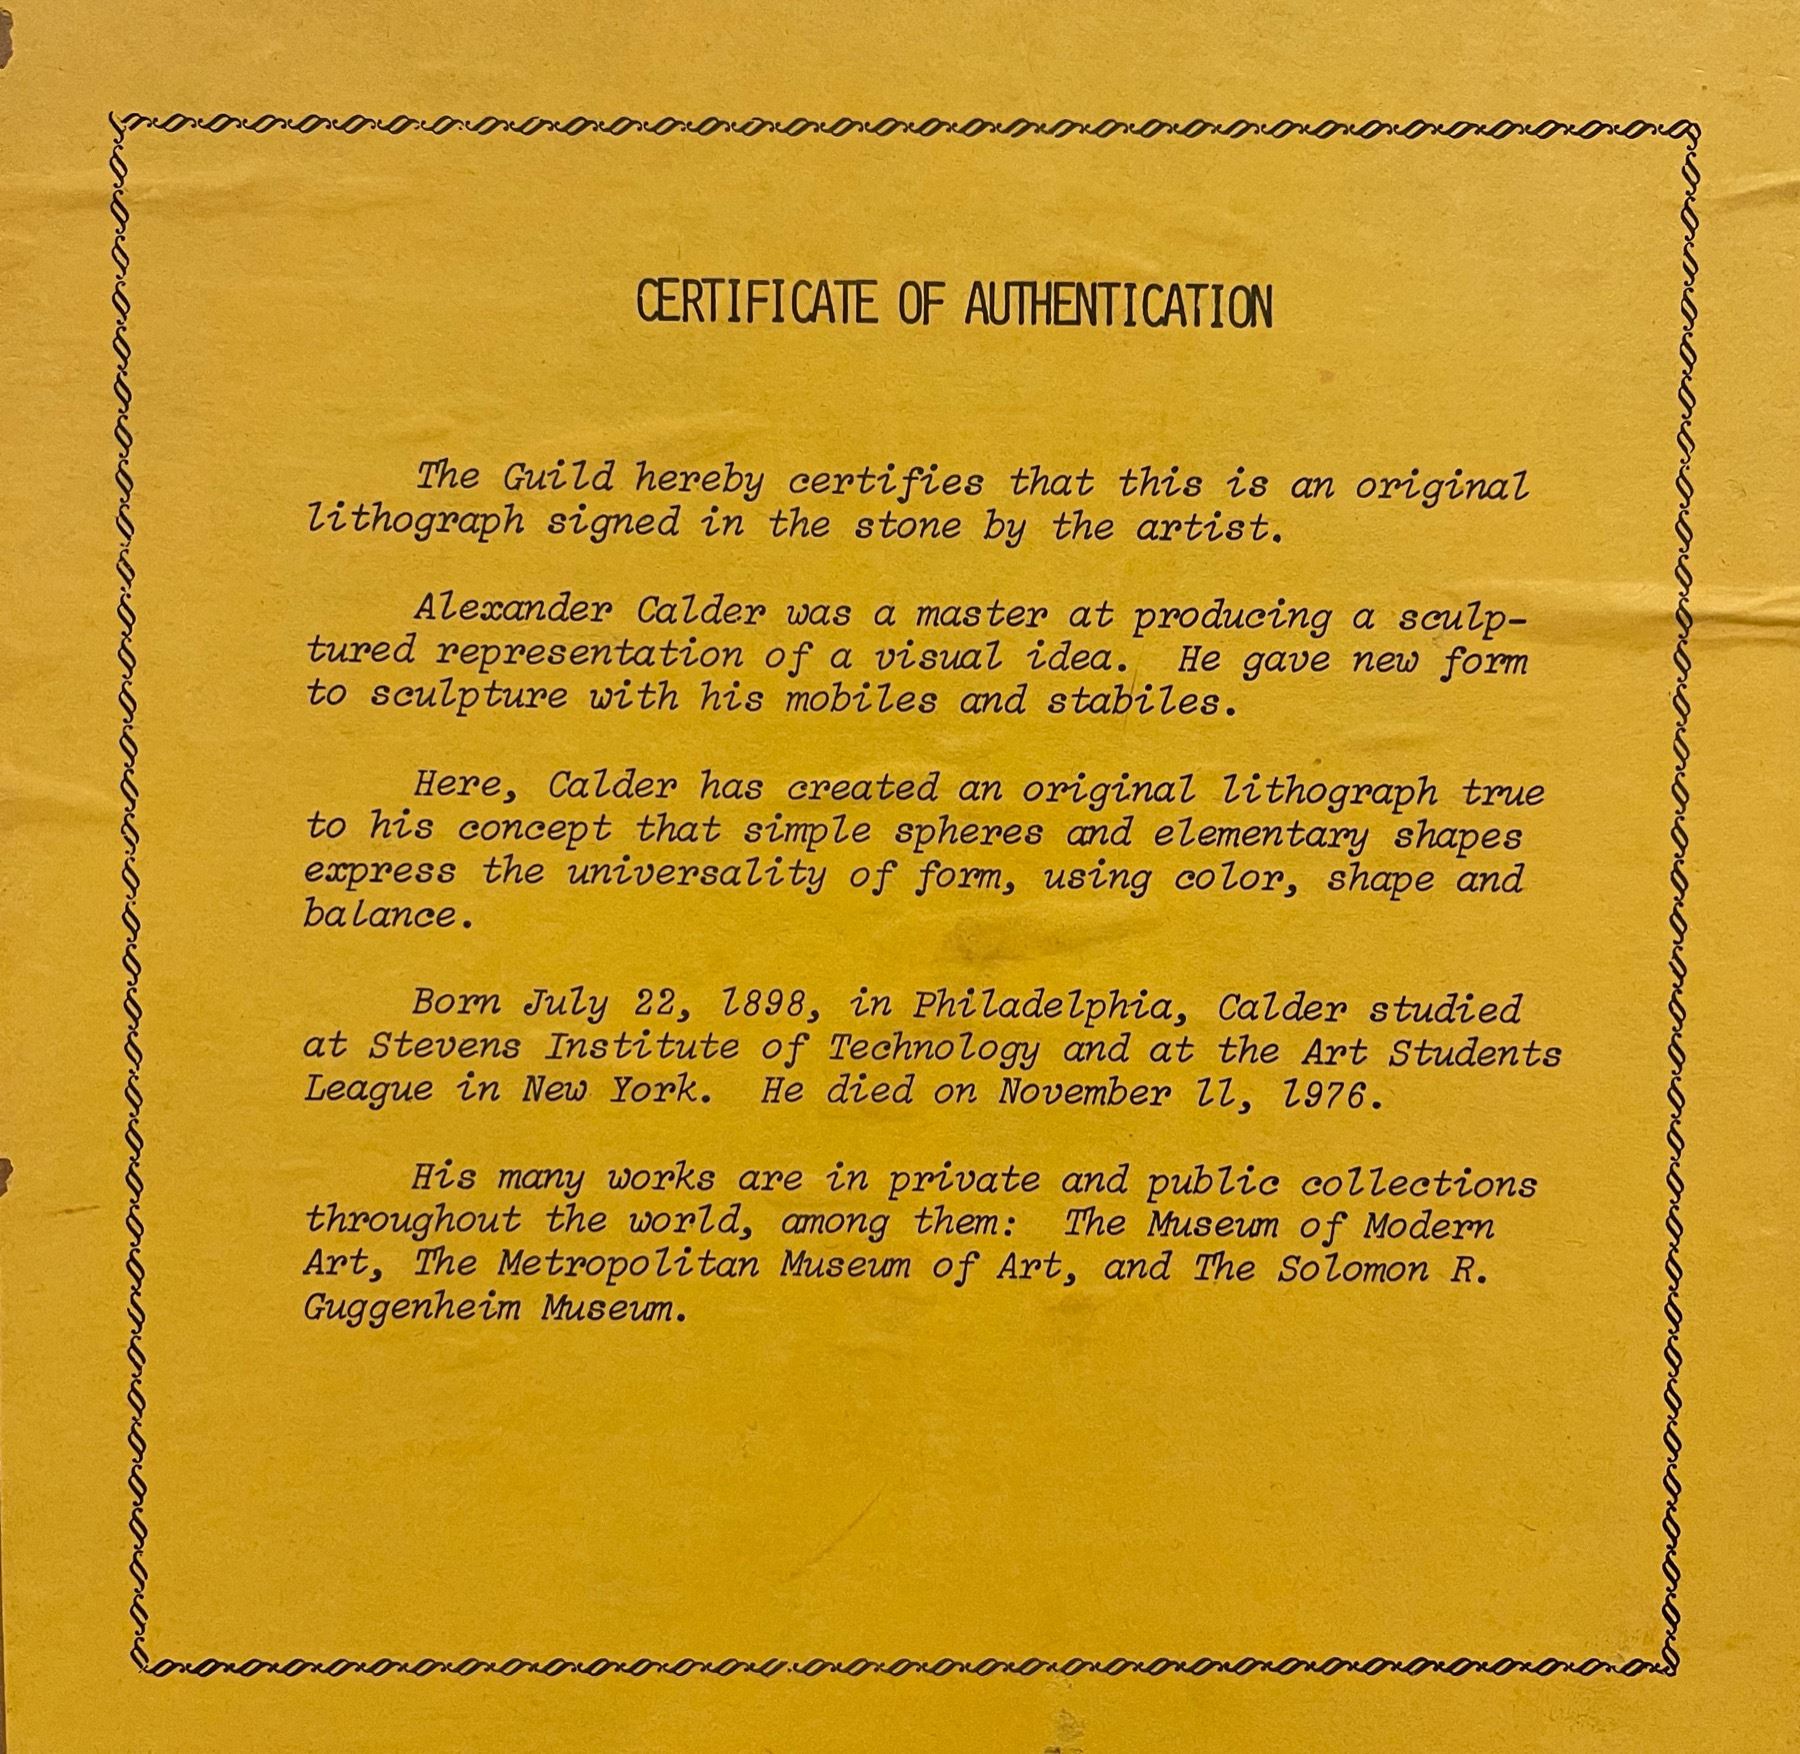 CERTIFICATE OF AUTHENTICATION
The Guild hereby certifies that this is an original
lithograph signed in the stone by the artist.
Alexander Calder was a master at producing a sculp-
tured representation of a visual idea. He gave new form
to sculpture with his mobiles and stabiles.
Here, Calder has created an original lithograph true
to his concept that simple spheres and elementary shapes
express the universality of form, using color, shape and
balance.
Born July 22, 1898, in Philadelphia, Calder studied
at Stevens Institute of Technology and at the Art Students
League in New York. He died on November 11, 1976.
His many works are in private and public collections
throughout the world, among them: The Museum of Modern
Art, The Metropolitan Museum of Art, and The Solomon R.
Guggenheim Museum.